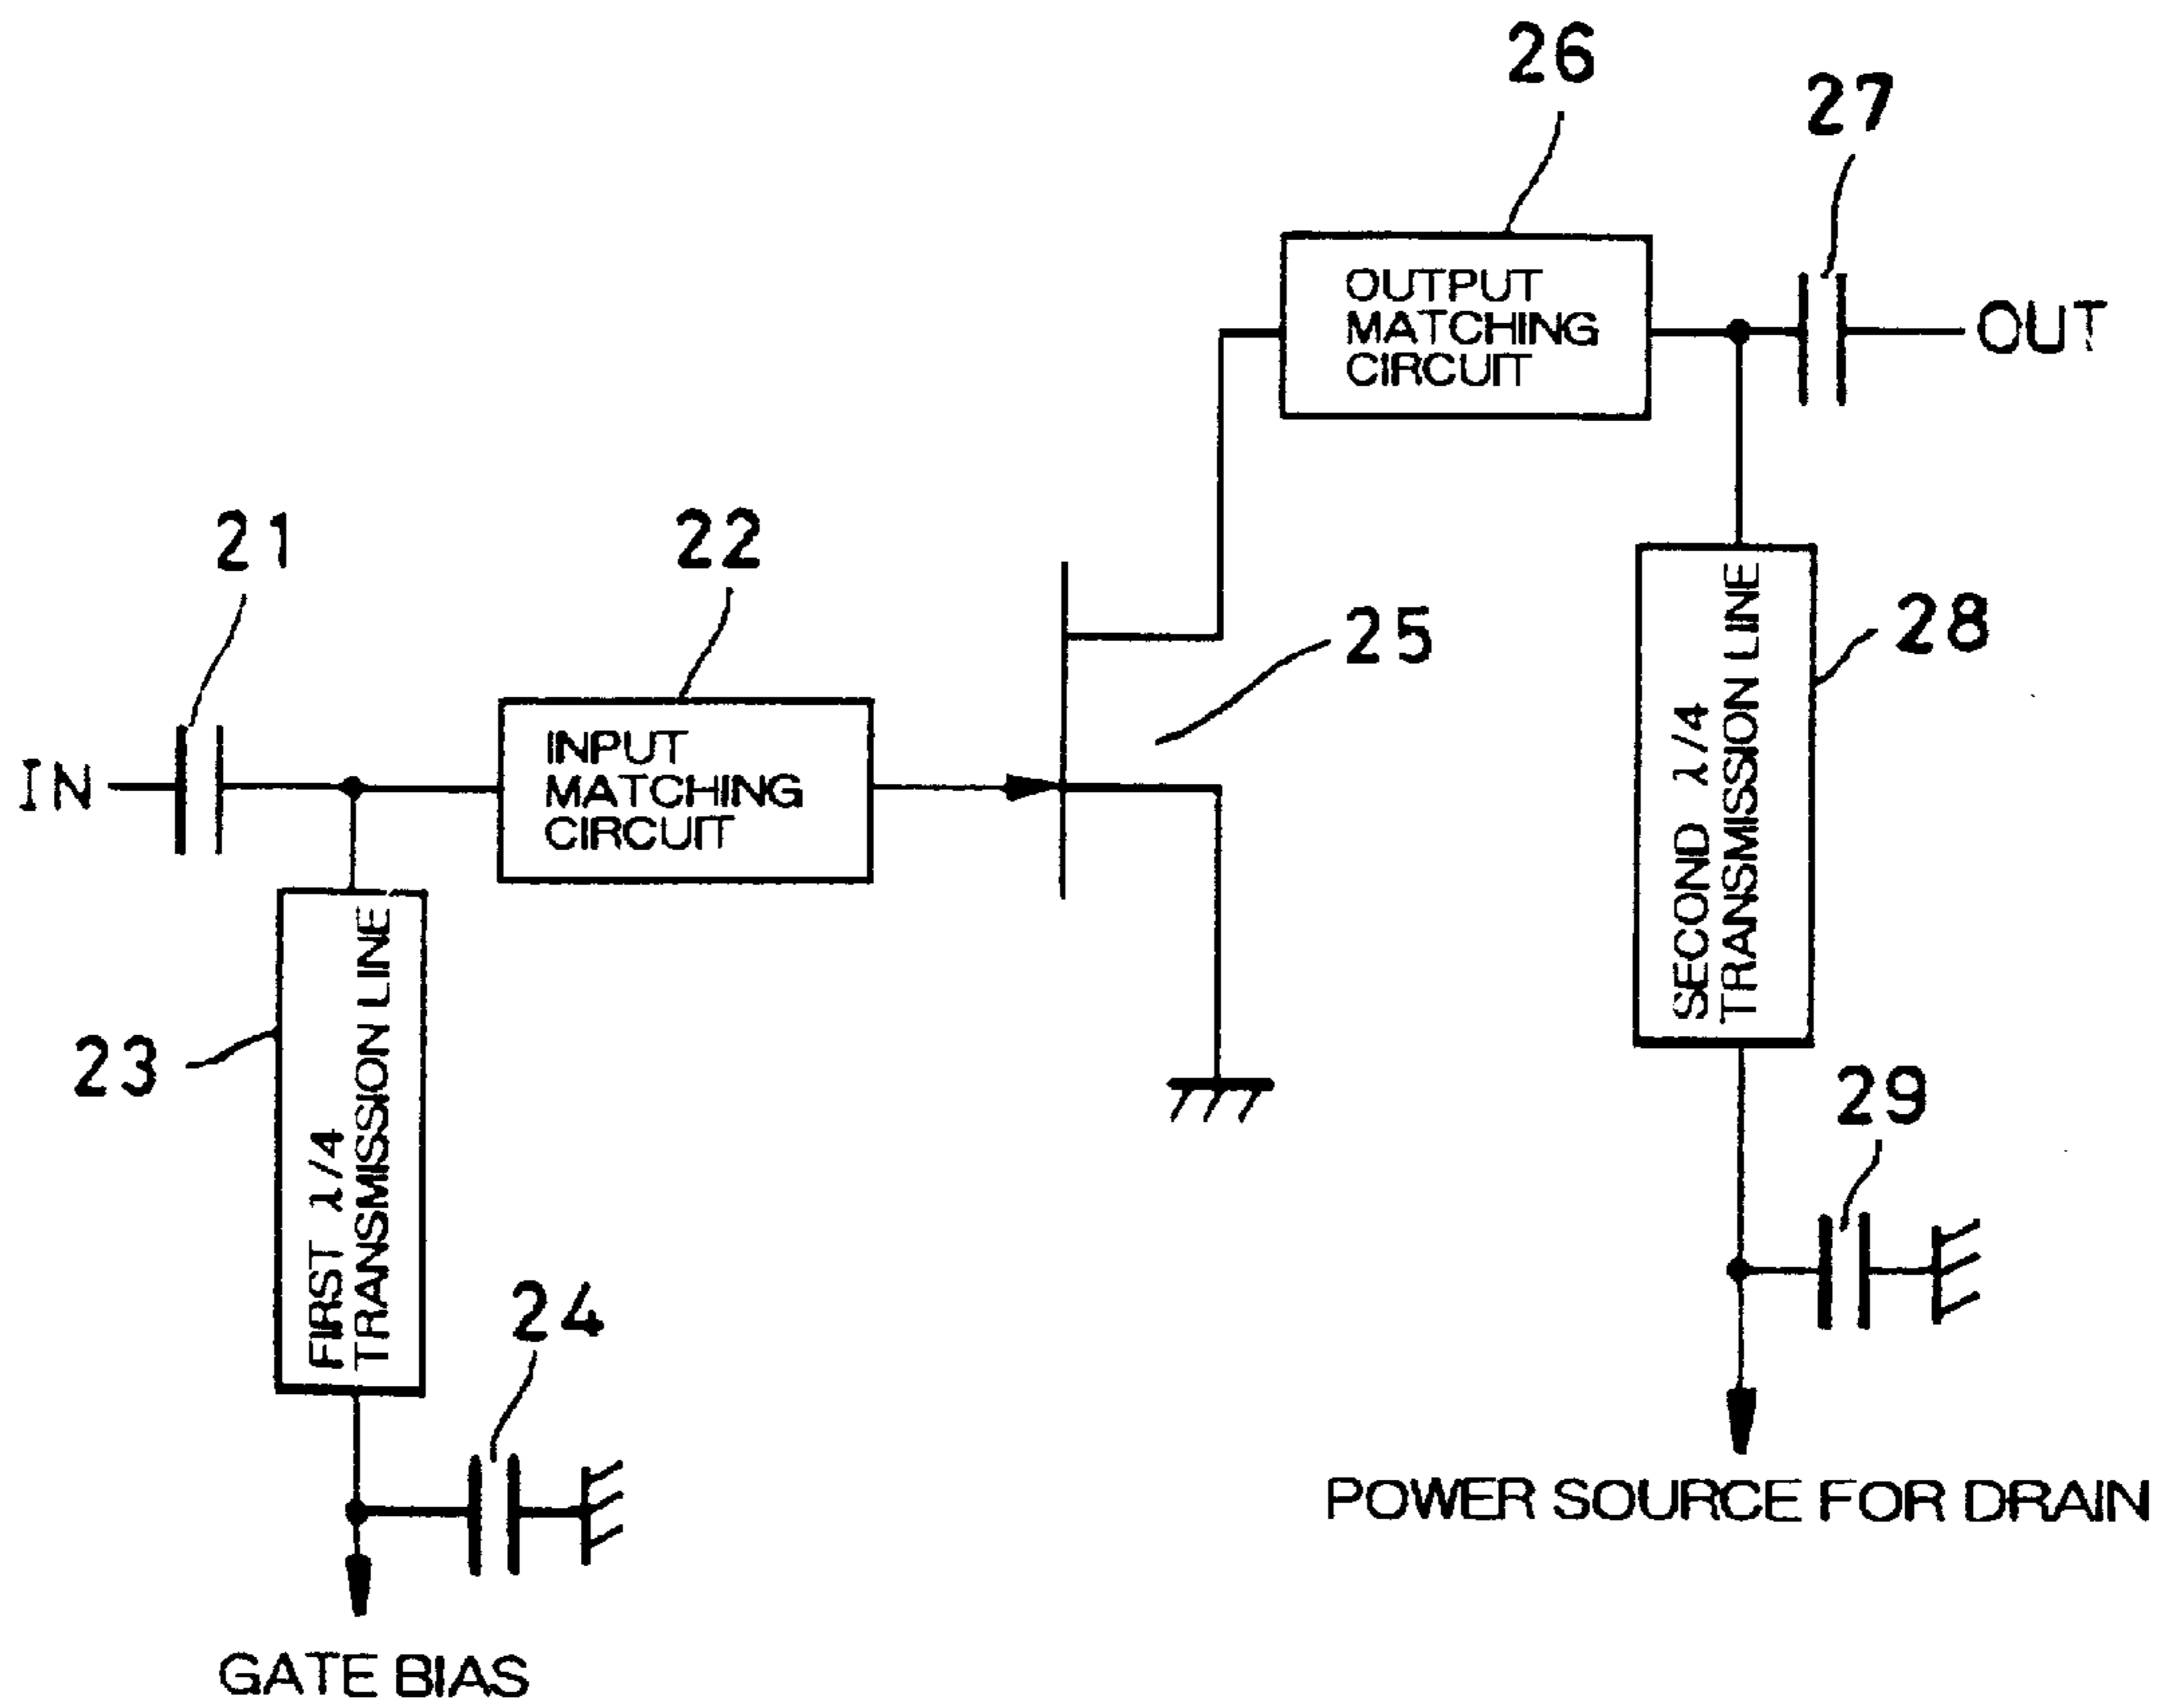 26
27
OUTPUT
MATCHING
CIRCUIT
OUT
21
22
25
28
IN
INPUT
MATCHING
CIRCUIT
SECOND λ/4
TRANSMISSION LINE
23
FIRST λ/4
TRANSMISSION LINE
29
24
POWER SOURCE FOR DRAIN
GATE BIAS